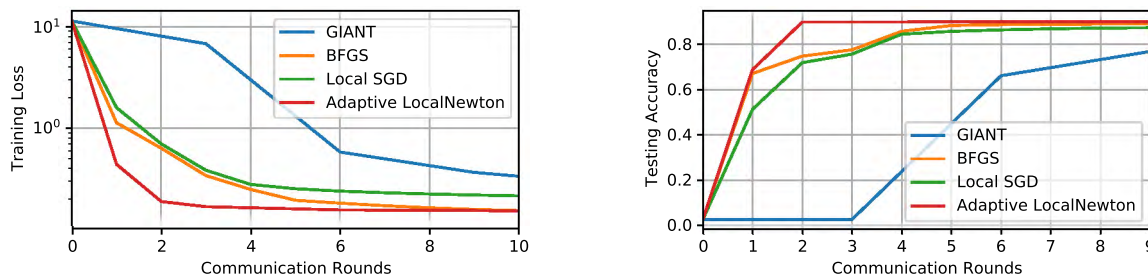 10¹
10⁰
Training Loss
0 2 4 6 8 10
Communication Rounds
GIANT
BFGS
Local SGD
Adaptive LocalNewton
0.8
0.6
0.4
0.2
0.0
Testing Accuracy
0 1 2 3 4 5 6 7 8
Communication Rounds
GIANT
BFGS
Local SGD
Adaptive LocalNewton